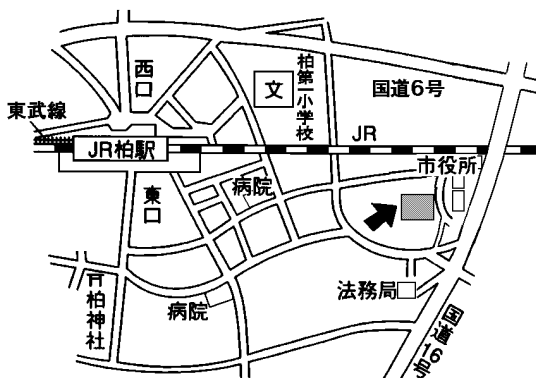 西口
文
柏第一小学校
国道6号
東武線
JR
JR柏駅
市役所
病院
東口
法務局
柏神社
病院
国道16号